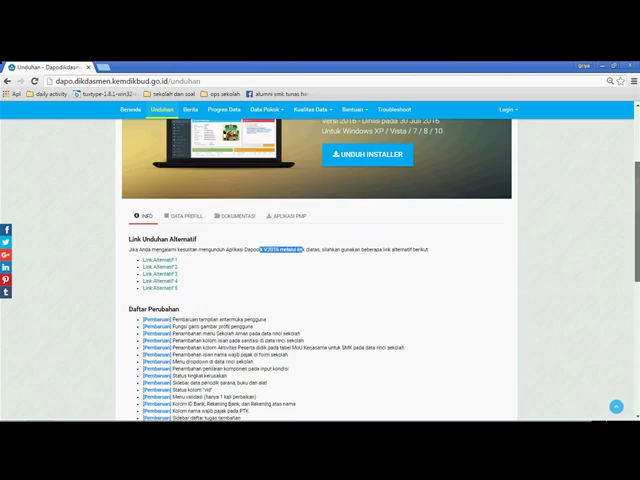 Unduhan - Dapodikdasmen
griya
dapo.dikdasmen.kemdikbud.go.id/unduhan
Apl daily activity tuxtype-1.8.1-win32- sekolah dan soal ops sekolah alumni smk tunas ha
Beranda Unduhan Berita Progres Data Data Pokok Kualitas Data Bantuan Troubleshoot Login
Versi 2016 - Dirilis pada 30 Juli 2016
Untuk Windows XP / Vista / 7 / 8 / 10
UNDUH INSTALLER
INFO DATA PREFILL DOKUMENTASI APLIKASI PMP
Link Unduhan Alternatif
Jika Anda mengalami kesulitan mengunduh Aplikasi Dapodik V.2016 melalui link diatas, silahkan gunakan beberapa link alternatif berikut:
Link Alternatif 1
Link Alternatif 2
Link Alternatif 3
Link Alternatif 4
Link Alternatif 5
Daftar Perubahan
[Pembaruan] Pembaruan tampilan antarmuka pengguna
[Pembaruan] Fungsi ganti gambar profil pengguna
[Pembaruan] Penambahan menu Sekolah Aman pada data rinci sekolah
[Pembaruan] Penambahan kolom isian pada sanitasi di data rinci sekolah
[Pembaruan] Penambahan kolom Aktivitas Peserta didik pada tabel MoU Kerjasama untuk SMK pada data rinci sekolah
[Pembaruan] Penambahan isian nama wajib pajak di form sekolah
[Pembaruan] Menu dropdown di data rinci sekolah
[Pembaruan] Penambahan penilaian komponen pada input kondisi
[Pembaruan] Status tingkat kerusakan
[Pembaruan] Sidebar data periodik sarana, buku dan alat
[Pembaruan] Status kolom "vld"
[Pembaruan] Menu validasi (hanya 1 kali perbaikan)
[Pembaruan] Kolom ID Bank, Rekening Bank, dan Rekening atas nama
[Pembaruan] Kolom nama wajib pajak pada PTK
[Pembaruan] Sidebar daftar tugas tambahan